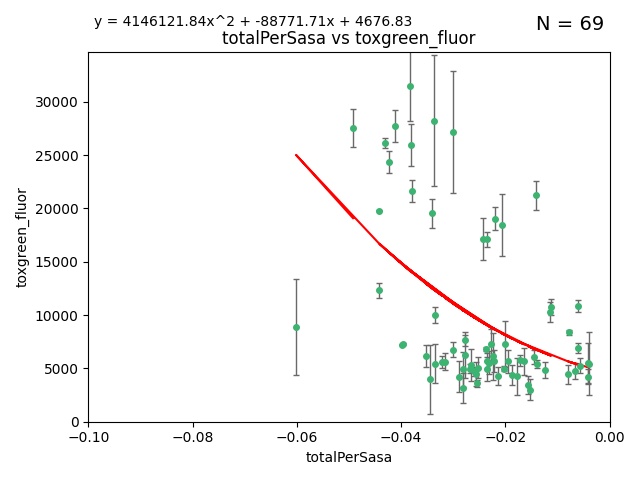 y = 4146121.84x^2 + -88771.71x + 4676.83
N = 69
totalPerSasa vs toxgreen_fluor
30000
25000
20000
15000
10000
5000
0
toxgreen_fluor
−0.10
−0.08
−0.06
−0.04
−0.02
0.00
totalPerSasa